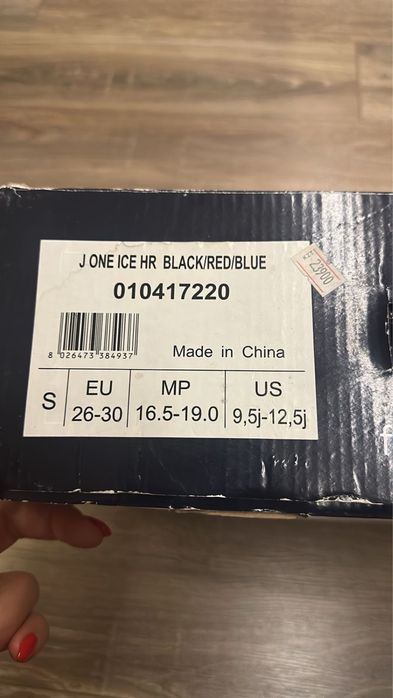 J ONE ICE HR BLACK/RED/BLUE
23900
010417220
8 026473 384937
Made in China
S
EU
26-30
MP
16.5-19.0
US
9,5j-12,5j